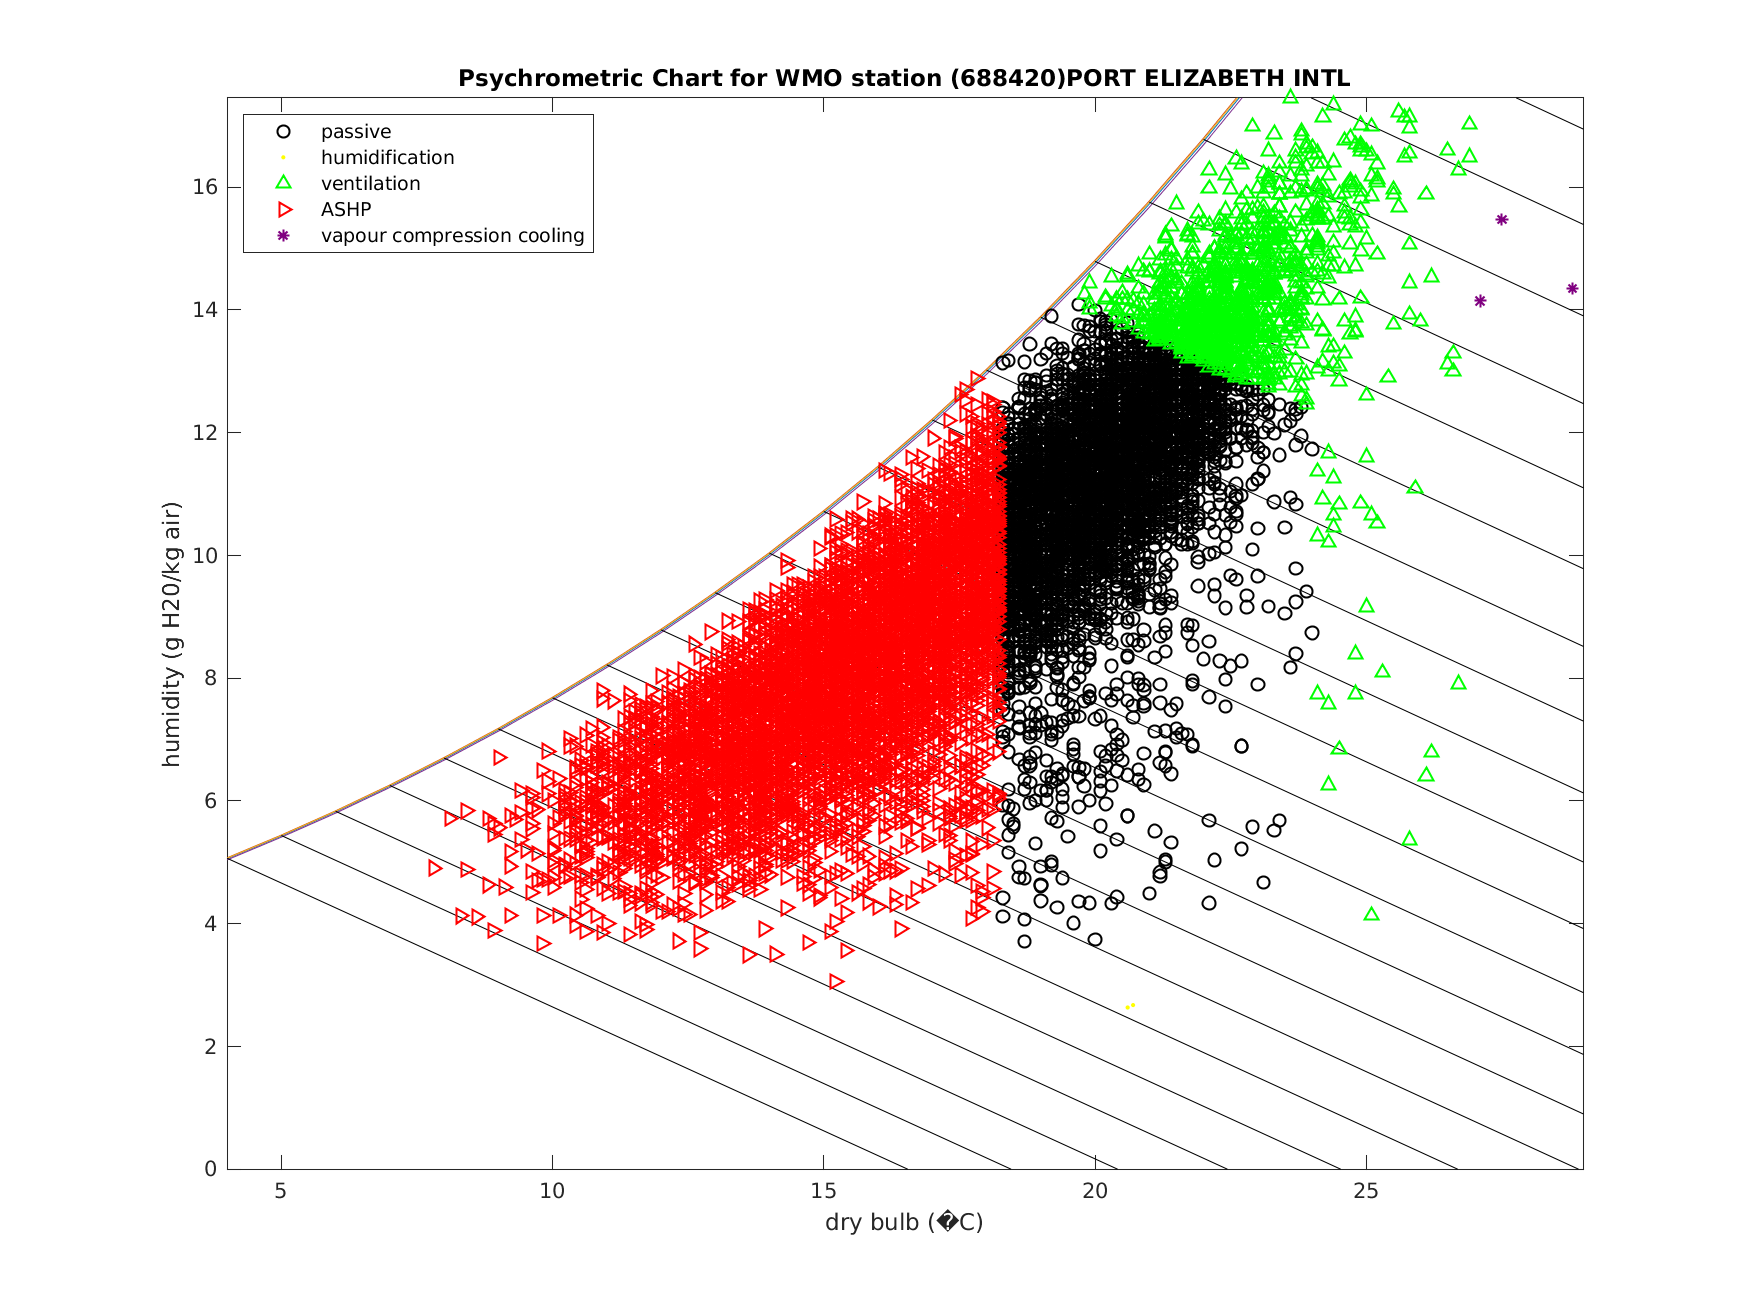 Psychrometric Chart for WMO station (688420)PORT ELIZABETH INTL
passive
humidification
ventilation
ASHP
vapour compression cooling
humidity (g H20/kg air)
16
14
12
10
8
6
4
2
0
5 10 15 20 25
dry bulb (�C)